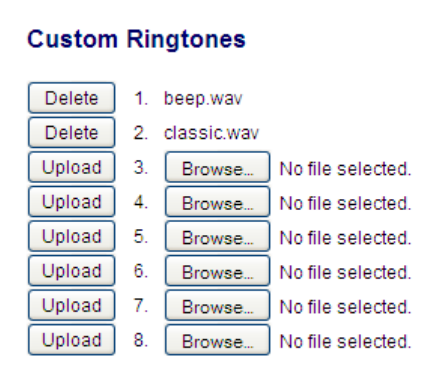 Custom Ringtones
Delete 1. beep.wav
Delete 2. classic.wav
Upload 3. Browse... No file selected.
Upload 4. Browse... No file selected.
Upload 5. Browse... No file selected.
Upload 6. Browse... No file selected.
Upload 7. Browse... No file selected.
Upload 8. Browse... No file selected.